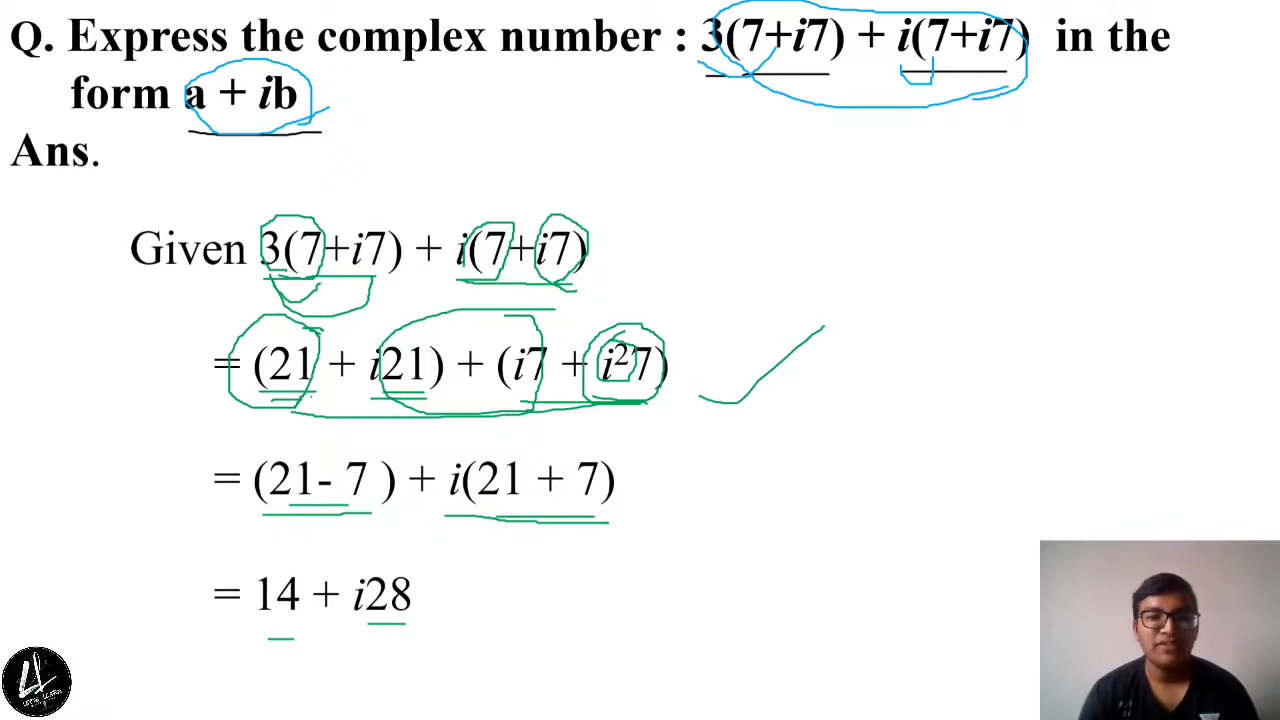 Q. Express the complex number : 3(7+i7) + i(7+i7) in the
form a + ib
Ans.
Given 3(7+i7) + i(7+i7)
= (21 + i21) + (i7 + i²7)
= (21- 7 ) + i(21 + 7)
= 14 + i28